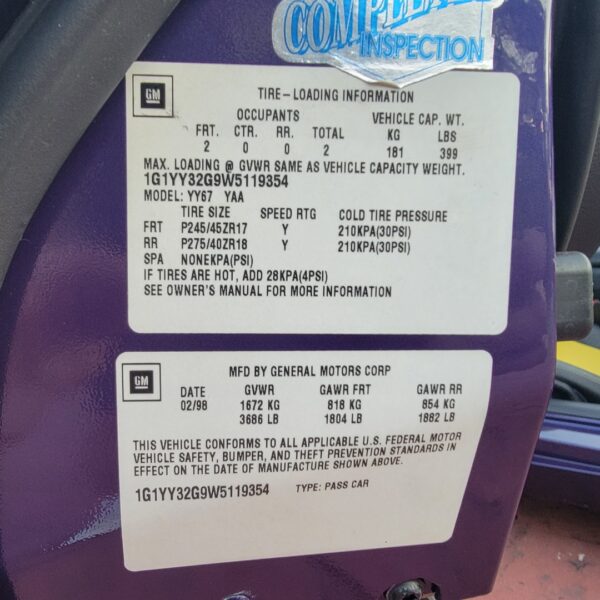 COMPLETE
INSPECTION
GM
TIRE-LOADING INFORMATION
OCCUPANTS VEHICLE CAP. WT.
FRT. CTR. RR. TOTAL KG LBS
2 0 0 2 181 399
MAX. LOADING @ GVWR SAME AS VEHICLE CAPACITY WEIGHT.
1G1YY32G9W5119354
MODEL: YY67 YAA
TIRE SIZE SPEED RTG COLD TIRE PRESSURE
FRT P245/45ZR17 Y 210KPA(30PSI)
RR P275/40ZR18 Y 210KPA(30PSI)
SPA NONEKPA(PSI)
IF TIRES ARE HOT, ADD 28KPA(4PSI)
SEE OWNER'S MANUAL FOR MORE INFORMATION
GM
MFD BY GENERAL MOTORS CORP
DATE GVWR GAWR FRT GAWR RR
02/98 1672 KG 818 KG 854 KG
3686 LB 1804 LB 1882 LB
THIS VEHICLE CONFORMS TO ALL APPLICABLE U.S. FEDERAL MOTOR
VEHICLE SAFETY, BUMPER, AND THEFT PREVENTION STANDARDS IN
EFFECT ON THE DATE OF MANUFACTURE SHOWN ABOVE.
1G1YY32G9W5119354 TYPE: PASS CAR